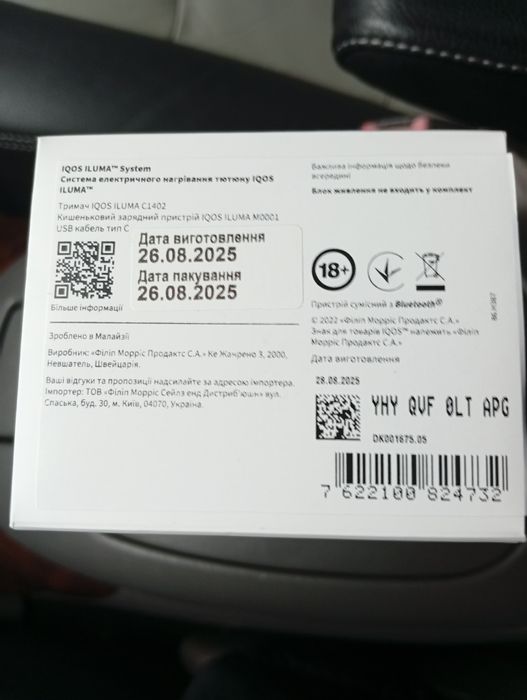 IQOS ILUMA™ System
Система електричного нагрівання тютюну IQOS
ILUMA™
Тримач IQOS ILUMA C1402
Кишеньковий зарядний пристрій IQOS ILUMA M0001
USB кабель тип C
Дата виготовлення
26.08.2025
Дата пакування
26.08.2025
Більше інформації
Зроблено в Малайзії
Виробник: «Філіп Морріс Продактс С.А.» Ке Жанрено 3, 2000,
Невшатель, Швейцарія.
Ваші відгуки та пропозиції надсилайте за адресою імпортера.
Імпортер: ТОВ «Філіп Морріс Сейлз енд Дистриб'юшн» вул.
Спаська, буд. 30, м. Київ, 04070, Україна.
Важлива інформація щодо безпеки
всередині
Блок живлення не входить у комплект
18+
Пристрій сумісний з Bluetooth®
© 2022 «Філіп Морріс Продактс С.А.»
Знак для товарів IQOS™ належить «Філіп
Морріс Продактс С.А.»
Дата виготовлення
28.08.2025
YHY QVF 0LT APG
DK001675.05
7 622100 824732